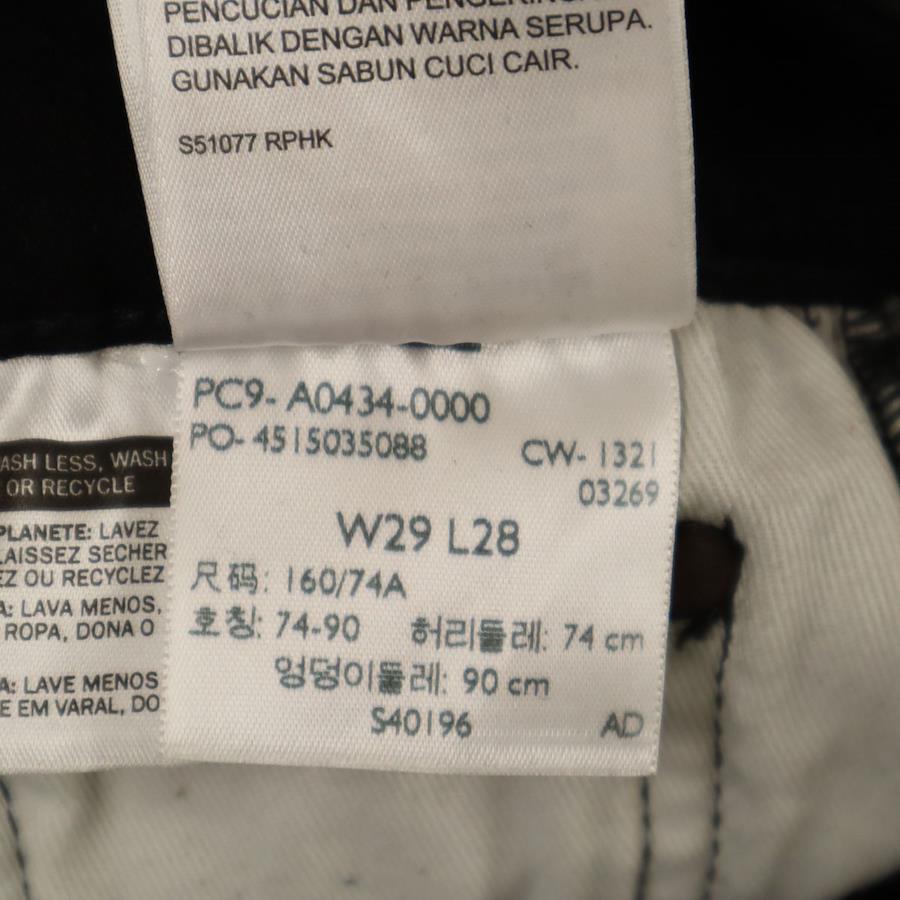 PENCUCIAN DAN PENGERINGAN
DIBALIK DENGAN WARNA SERUPA.
GUNAKAN SABUN CUCI CAIR.
S51077 RPHK
PC9- A0434-0000
PO- 4515035088
CW- 1321
03269
W29 L28
尺码: 160/74A
호칭: 74-90 허리둘레: 74 cm
엉덩이둘레: 90 cm
S40196 AD
ASH LESS, WASH
OR RECYCLE
PLANETE: LAVEZ
LAISSEZ SECHER
EZ OU RECYCLEZ
A: LAVA MENOS,
ROPA, DONA O
A: LAVE MENOS
E EM VARAL, DO